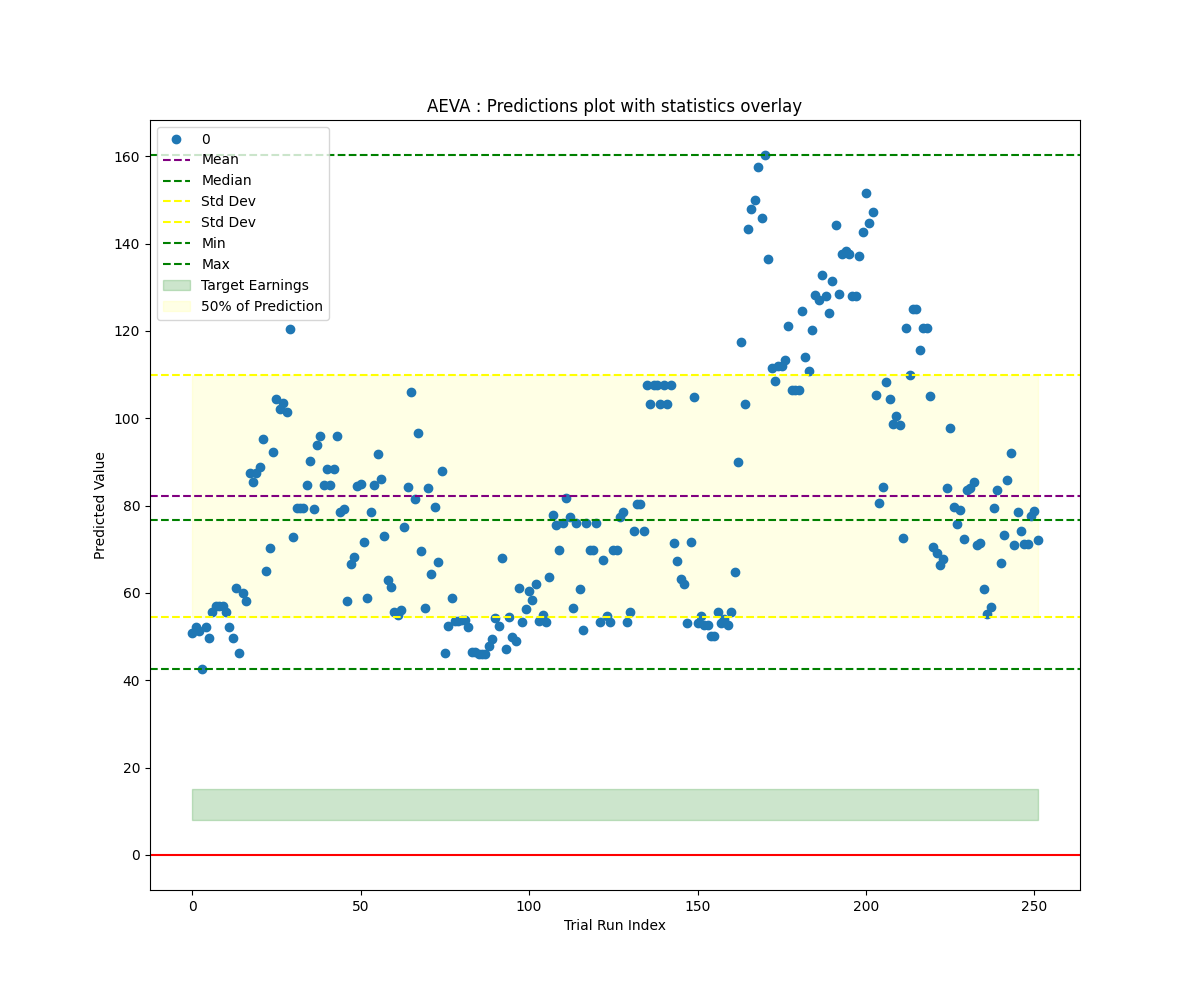 AEVA : Predictions plot with statistics overlay
0
Mean
Median
Std Dev
Std Dev
Min
Max
Target Earnings
50% of Prediction
160
140
120
100
80
60
40
20
0
Predicted Value
0 50 100 150 200 250
Trial Run Index